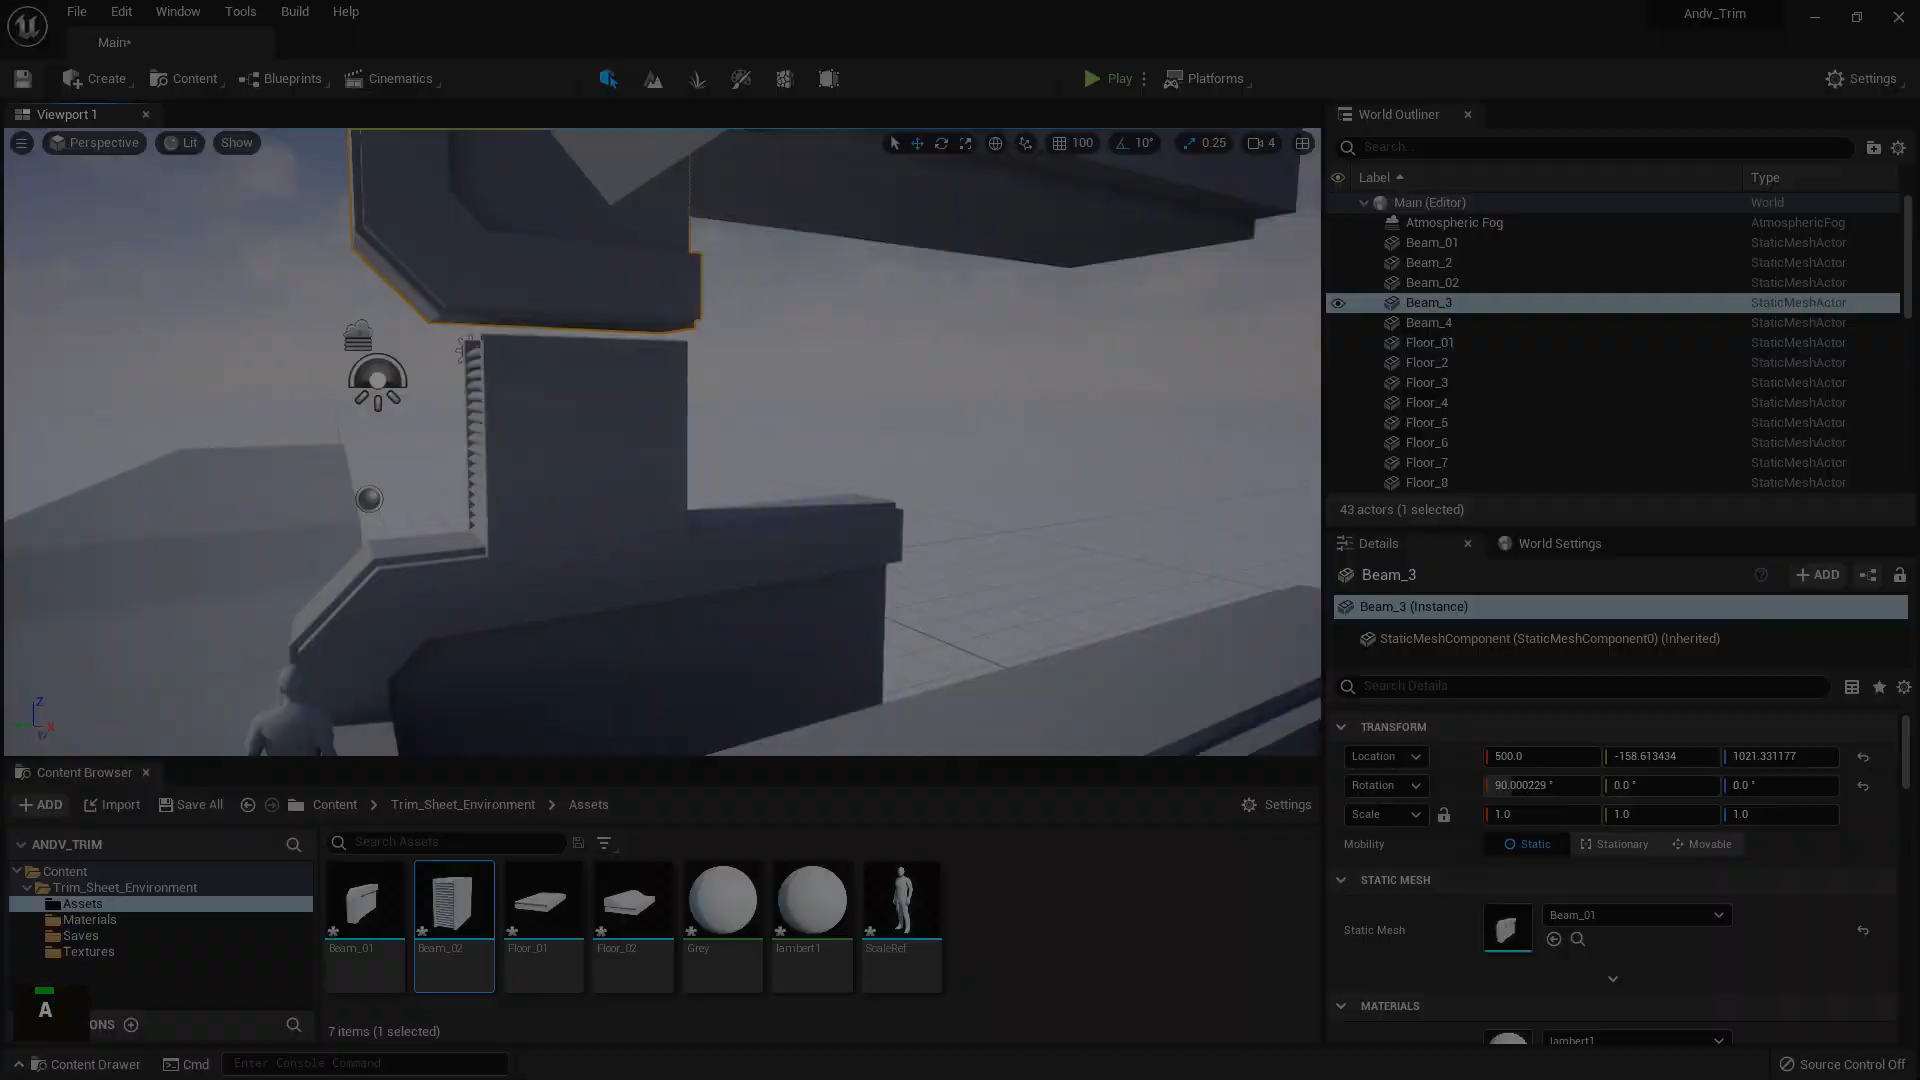 File Edit Window Tools Build Help
Andv_Trim
Main*
Create Content Blueprints Cinematics Play Platforms Settings
Viewport 1
Perspective Lit Show 100 10° 0.25 4
World Outliner
Search...
Label Type
Main (Editor) World
Atmospheric Fog AtmosphericFog
Beam_01 StaticMeshActor
Beam_2 StaticMeshActor
Beam_02 StaticMeshActor
Beam_3 StaticMeshActor
Beam_4 StaticMeshActor
Floor_01 StaticMeshActor
Floor_2 StaticMeshActor
Floor_3 StaticMeshActor
Floor_4 StaticMeshActor
Floor_5 StaticMeshActor
Floor_6 StaticMeshActor
Floor_7 StaticMeshActor
Floor_8 StaticMeshActor
43 actors (1 selected)
Details World Settings
Beam_3 ADD
Beam_3 (Instance)
StaticMeshComponent (StaticMeshComponent0) (Inherited)
Search Details
TRANSFORM
Location 500.0 -158.613434 1021.331177
Rotation 90.000229 ° 0.0 ° 0.0 °
Scale 1.0 1.0 1.0
Mobility Static Stationary Movable
STATIC MESH
Static Mesh Beam_01
MATERIALS
lambert1
Z
X
Content Browser
ADD Import Save All Content Trim_Sheet_Environment Assets Settings
ANDV_TRIM
Content
Trim_Sheet_Environment
Assets
Materials
Saves
Textures
A
ONS
Search Assets
Beam_01 Beam_02 Floor_01 Floor_02 Grey lambert1 ScaleRef
7 items (1 selected)
Content Drawer Cmd Enter Console Command Source Control Off